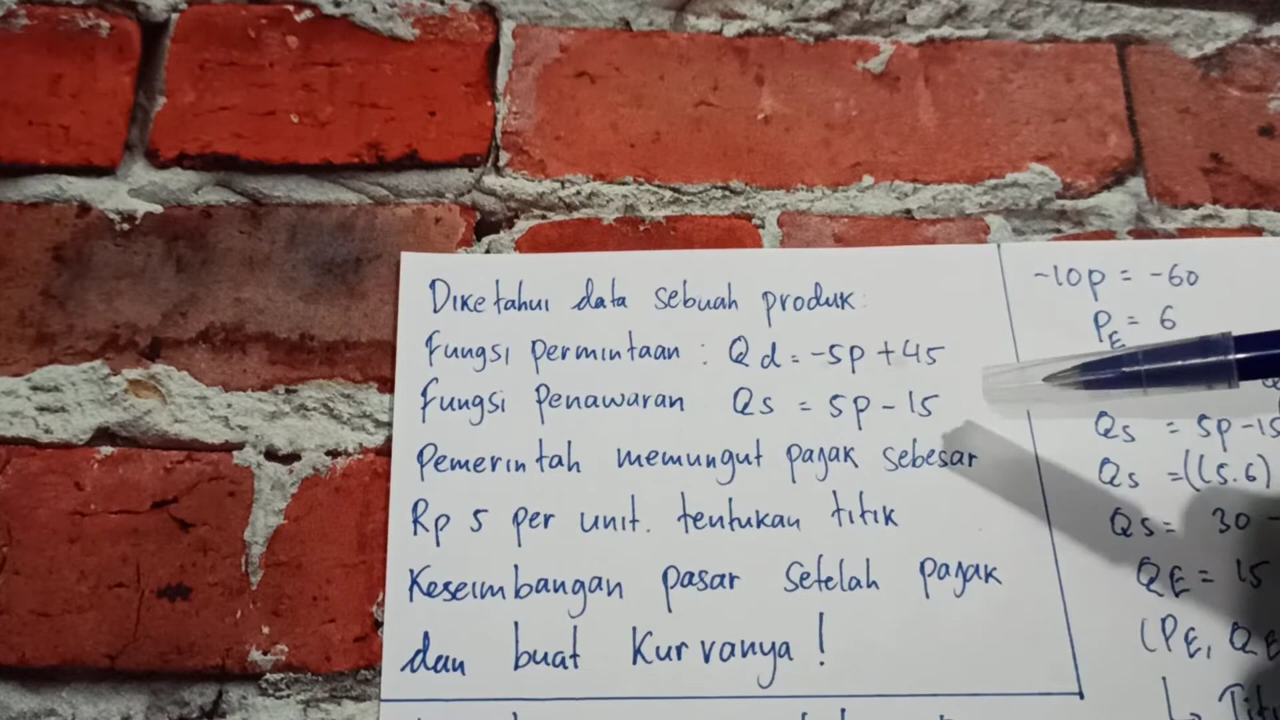 Diketahui data sebuah produk:
Fungsi permintaan : Qd = -5p + 45
Fungsi Penawaran Qs = 5p - 15
Pemerintah memungut pajak sebesar
Rp 5 per unit. tentukan titik
Keseimbangan pasar setelah pajak
dan buat Kurvanya !
-10p = -60
PE = 6
Qs = 5p - 15
Qs = ((5.6)
Qs = 30 -
QE = 15
(PE, QE